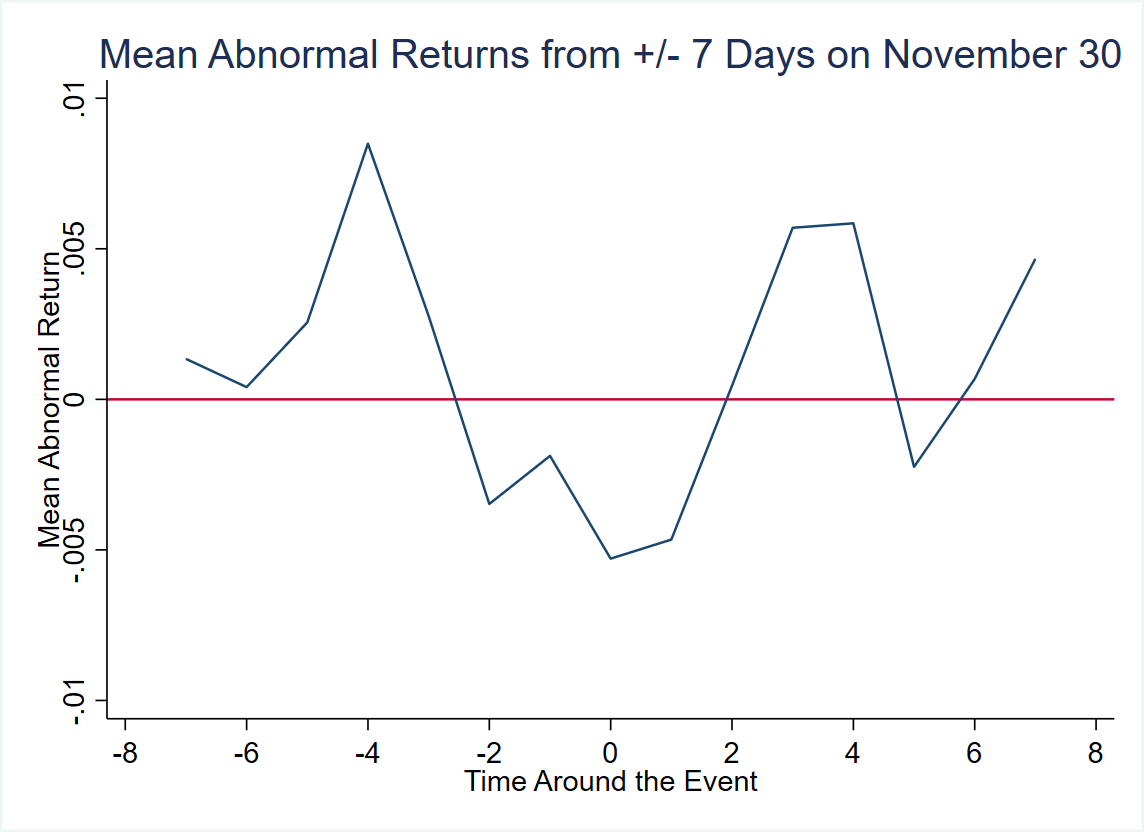 Mean Abnormal Returns from +/- 7 Days on November 30
Mean Abnormal Return
.01
.005
0
-.005
-.01
-8 -6 -4 -2 0 2 4 6 8
Time Around the Event